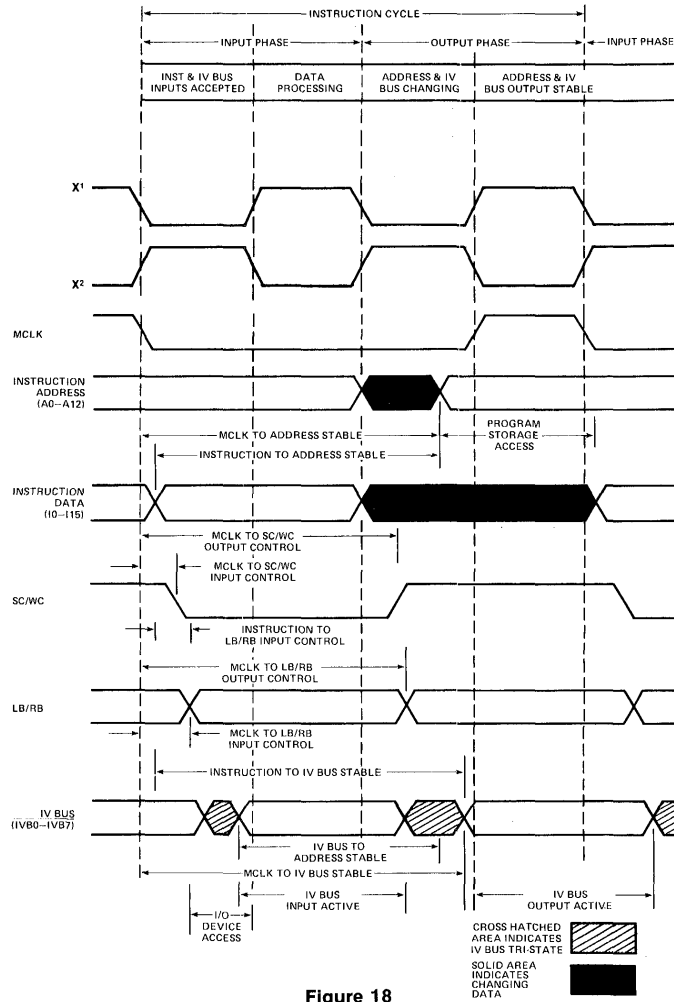 INSTRUCTION CYCLE
INPUT PHASE
OUTPUT PHASE
INPUT PHASE
INST & IV BUS
INPUTS ACCEPTED
DATA
PROCESSING
ADDRESS & IV
BUS CHANGING
ADDRESS & IV
BUS OUTPUT STABLE
X1
X2
MCLK
INSTRUCTION
ADDRESS
(A0–A12)
MCLK TO ADDRESS STABLE
PROGRAM
STORAGE
ACCESS
INSTRUCTION TO ADDRESS STABLE
INSTRUCTION
DATA
(I0–I15)
MCLK TO SC/WC
OUTPUT CONTROL
MCLK TO SC/WC
INPUT CONTROL
SC/WC
INSTRUCTION TO
LB/RB INPUT CONTROL
MCLK TO LB/RB
OUTPUT CONTROL
LB/RB
MCLK TO LB/RB
INPUT CONTROL
INSTRUCTION TO IV BUS STABLE
IV BUS
(IVB0–IVB7)
IV BUS TO
ADDRESS STABLE
MCLK TO IV BUS STABLE
IV BUS
INPUT ACTIVE
IV BUS
OUTPUT ACTIVE
I/O
DEVICE
ACCESS
CROSS HATCHED
AREA INDICATES
IV BUS TRI-STATE
SOLID AREA
INDICATES
CHANGING
DATA
Figure 18